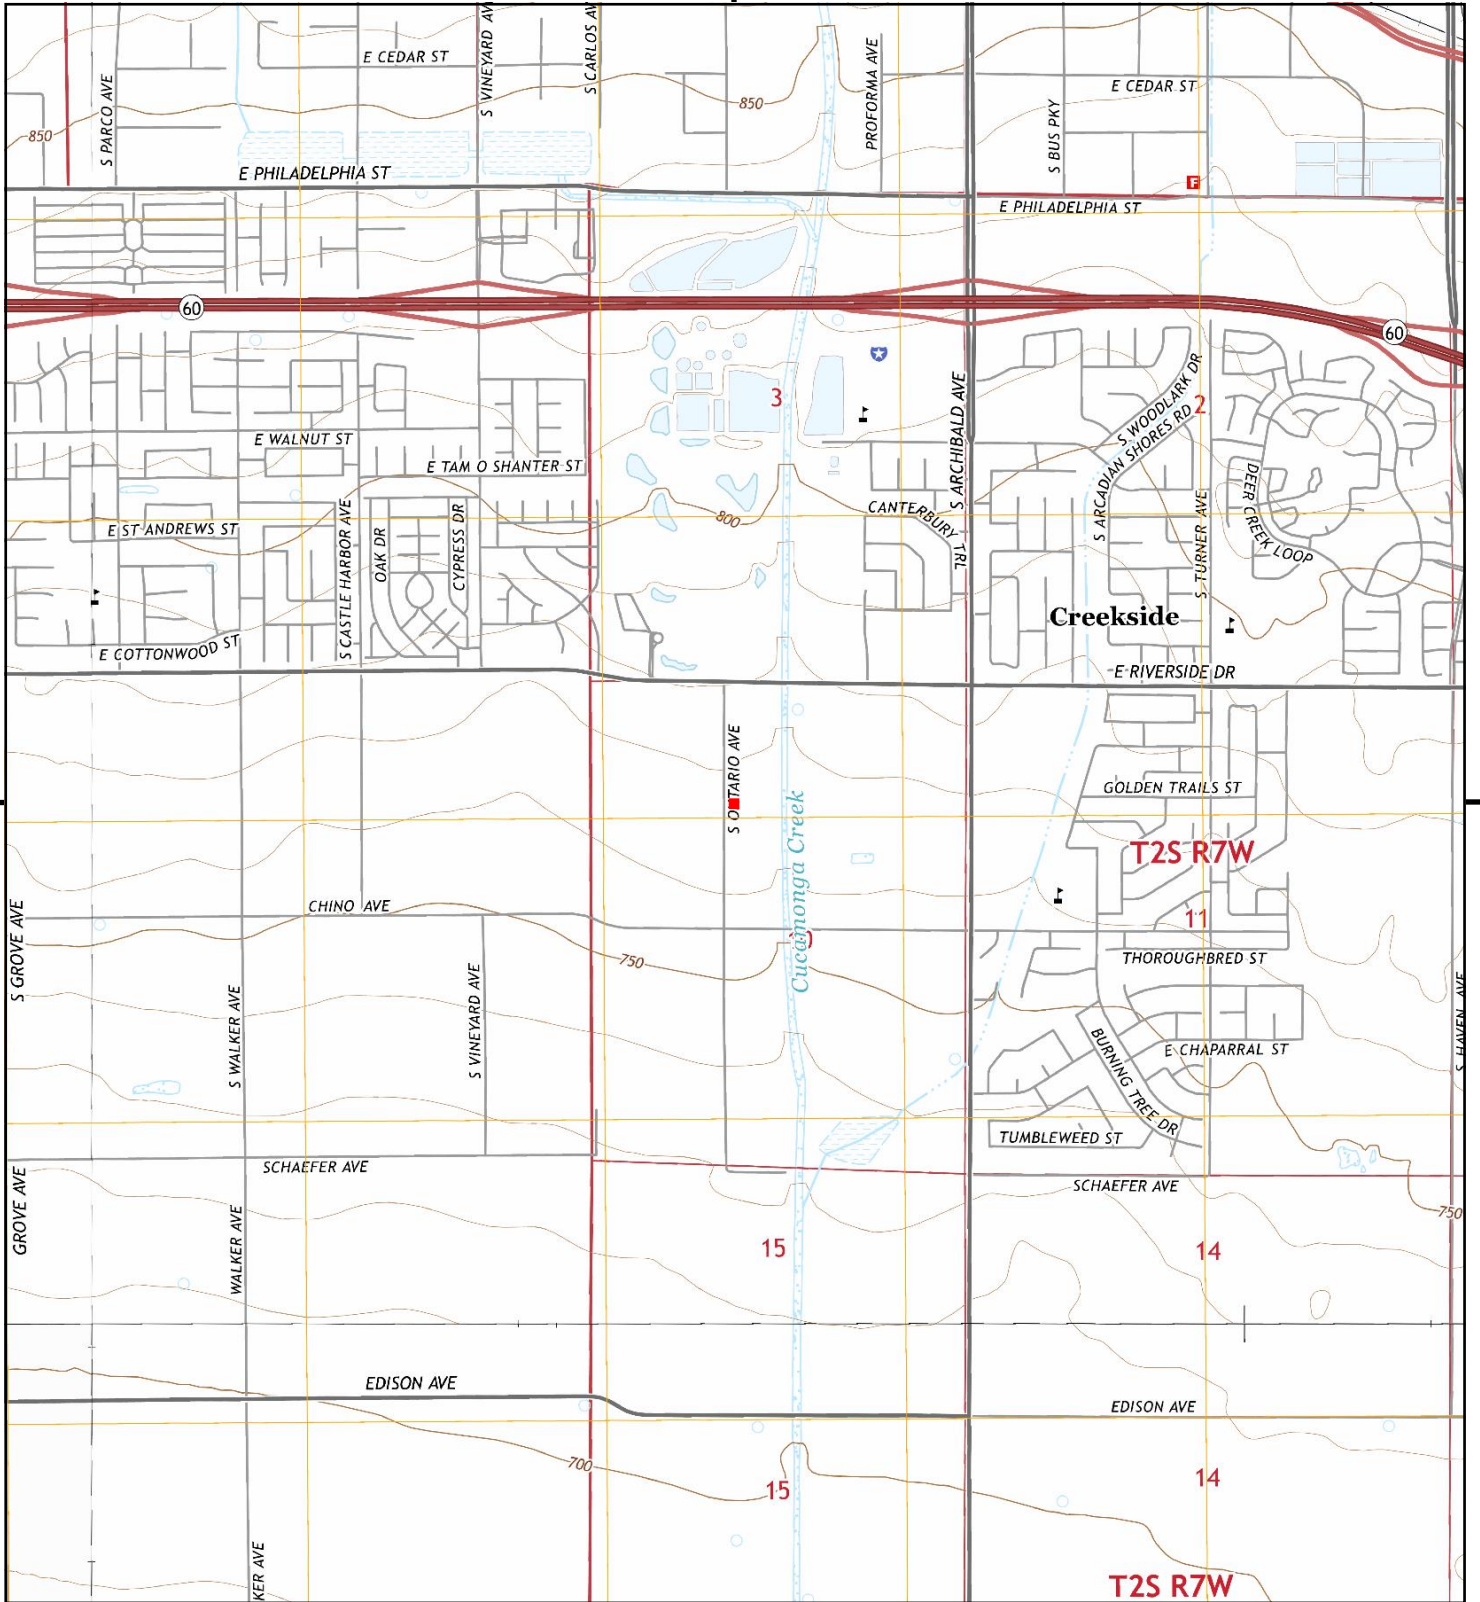 E CEDAR ST
S VINEYARD AVE
S CARLOS AV
S PARCO AVE
850
850
PROFORMA AVE
S BUS PKY
E CEDAR ST
E PHILADELPHIA ST
F
E PHILADELPHIA ST
60
60
3
2
S WOODLARK DR
S ARCADIAN SHORES RD
S ARCHIBALD AVE
E WALNUT ST
E TAM O SHANTER ST
DEER CREEK LOOP
S TURNER AVE
CANTERBURY TRL
800
E ST ANDREWS ST
S CASTLE HARBOR AVE
OAK DR
CYPRESS DR
Creekside
E COTTONWOOD ST
E RIVERSIDE DR
S ONTARIO AVE
GOLDEN TRAILS ST
Cucamonga Creek
T2S R7W
CHINO AVE
11
10
S GROVE AVE
750
THOROUGHBRED ST
S WALKER AVE
S VINEYARD AVE
S HAVEN AVE
BURNING TREE DR
E CHAPARRAL ST
TUMBLEWEED ST
SCHAEFER AVE
SCHAEFER AVE
GROVE AVE
WALKER AVE
750
15
14
EDISON AVE
EDISON AVE
700
15
14
KER AVE
T2S R7W